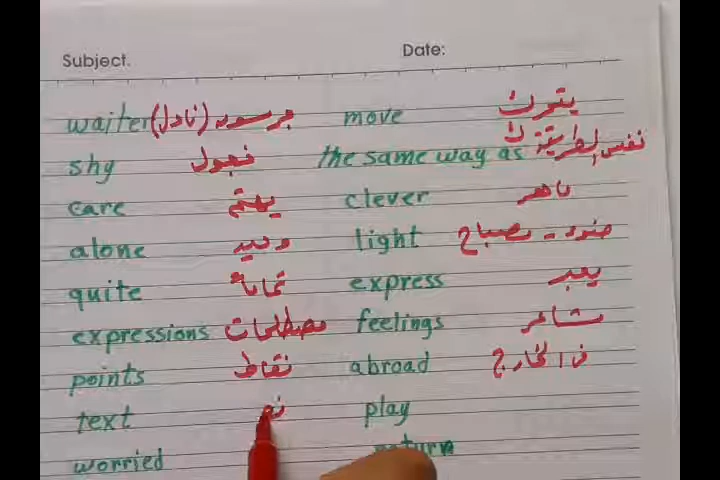 Subject. Date:
waiter جرسون (نادل) move يتحرك
shy خجول the same way as نفس الطريقة ك
care يهتم clever ماهر
alone وحيد light ضوء - مصباح
quite تماما express يعبر
expressions مصطلحات feelings مشاعر
points نقاط abroad فى الخارج
text play
worried